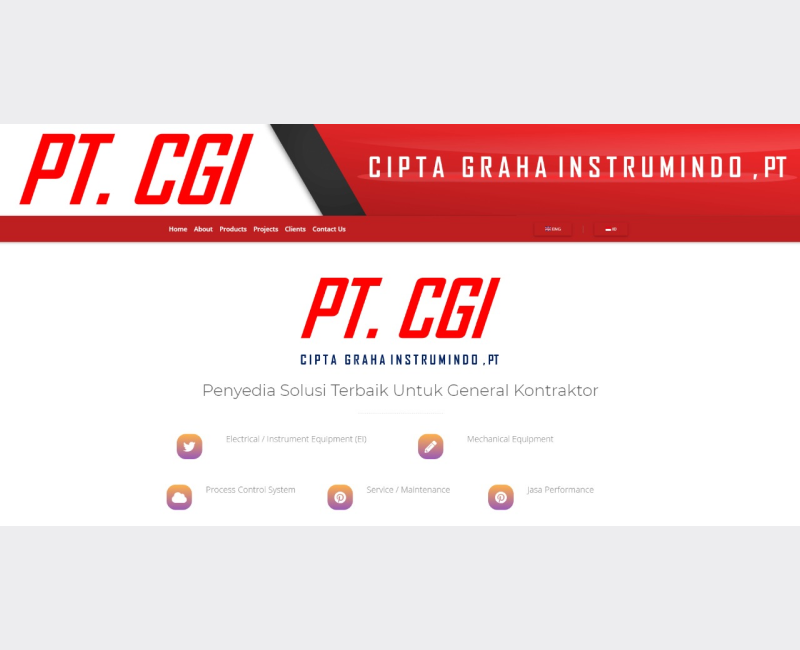 PT. CGI
CIPTA GRAHA INSTRUMINDO , PT
Home About Products Projects Clients Contact Us
ENG | ID
PT. CGI
CIPTA GRAHA INSTRUMINDO , PT
Penyedia Solusi Terbaik Untuk General Kontraktor
Electrical / Instrument Equipment (EI)
Mechanical Equipment
Process Control System
Service / Maintenance
Jasa Performance